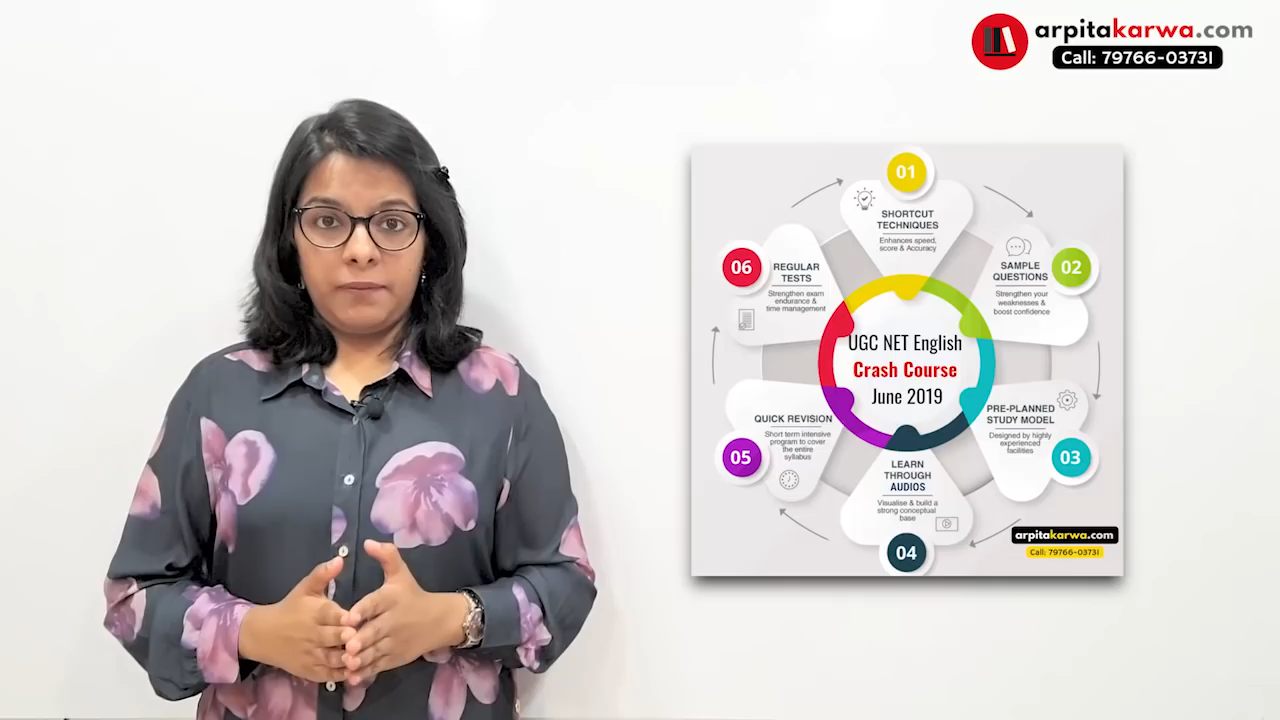 arpitakarwa.com
Call: 79766-03731
01
SHORTCUT
TECHNIQUES
Enhances speed,
score & Accuracy
02
SAMPLE
QUESTIONS
Strengthen your
weaknesses &
boost confidence
PRE-PLANNED
STUDY MODEL
Designed by highly
experienced
facilities
03
LEARN
THROUGH
AUDIOS
Visualise & build a
strong conceptual
base
04
QUICK REVISION
Short term intensive
program to cover
the entire
syllabus
05
06
REGULAR
TESTS
Strengthen exam
endurance &
time management
UGC NET English
Crash Course
June 2019
arpitakarwa.com
Call: 79766-03731